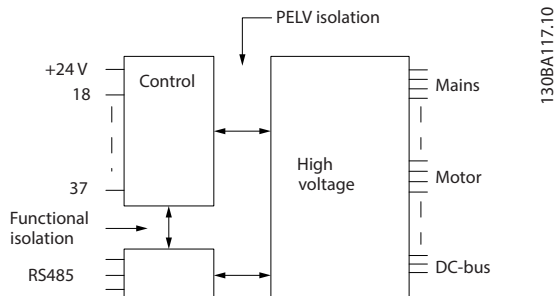 PELV isolation
+24 V
18
37
Control
High
voltage
Mains
Motor
DC-bus
Functional
isolation
RS485
130BA117.10